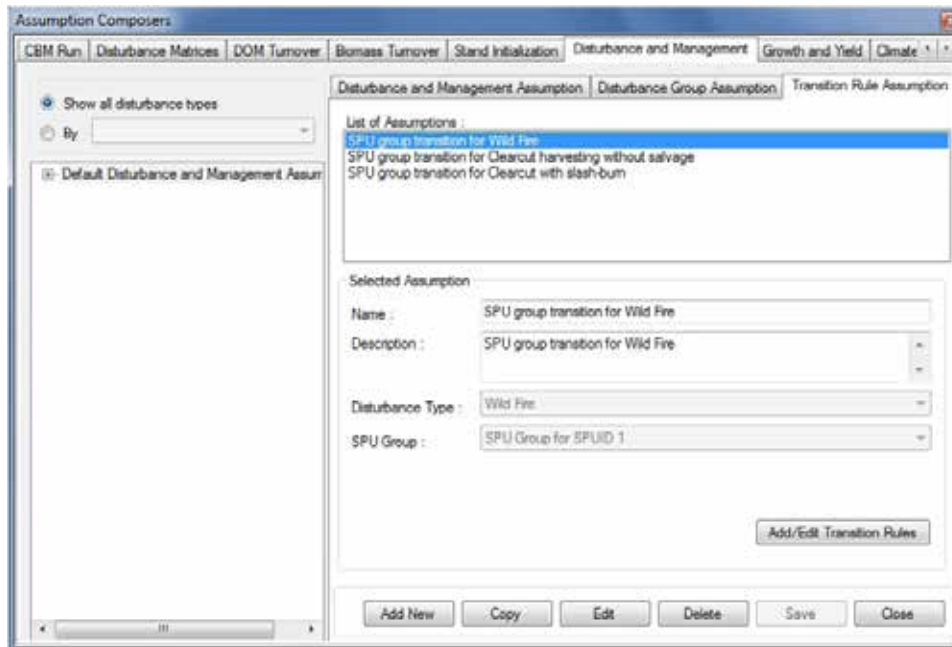 Assumption Composers
CBM Run Disturbance Matrices DOM Turnover Biomass Turnover Stand Initialization Disturbance and Management Growth and Yield Climate
Show all disturbance types
By
Default Disturbance and Management Assum
Disturbance and Management Assumption Disturbance Group Assumption Transition Rule Assumption
List of Assumptions :
SPU group transition for Wild Fire
SPU group transition for Clearcut harvesting without salvage
SPU group transition for Clearcut with slash-burn
Selected Assumption
Name : SPU group transition for Wild Fire
Description : SPU group transition for Wild Fire
Disturbance Type : Wild Fire
SPU Group : SPU Group for SPUID 1
Add/Edit Transition Rules
Add New Copy Edit Delete Save Close